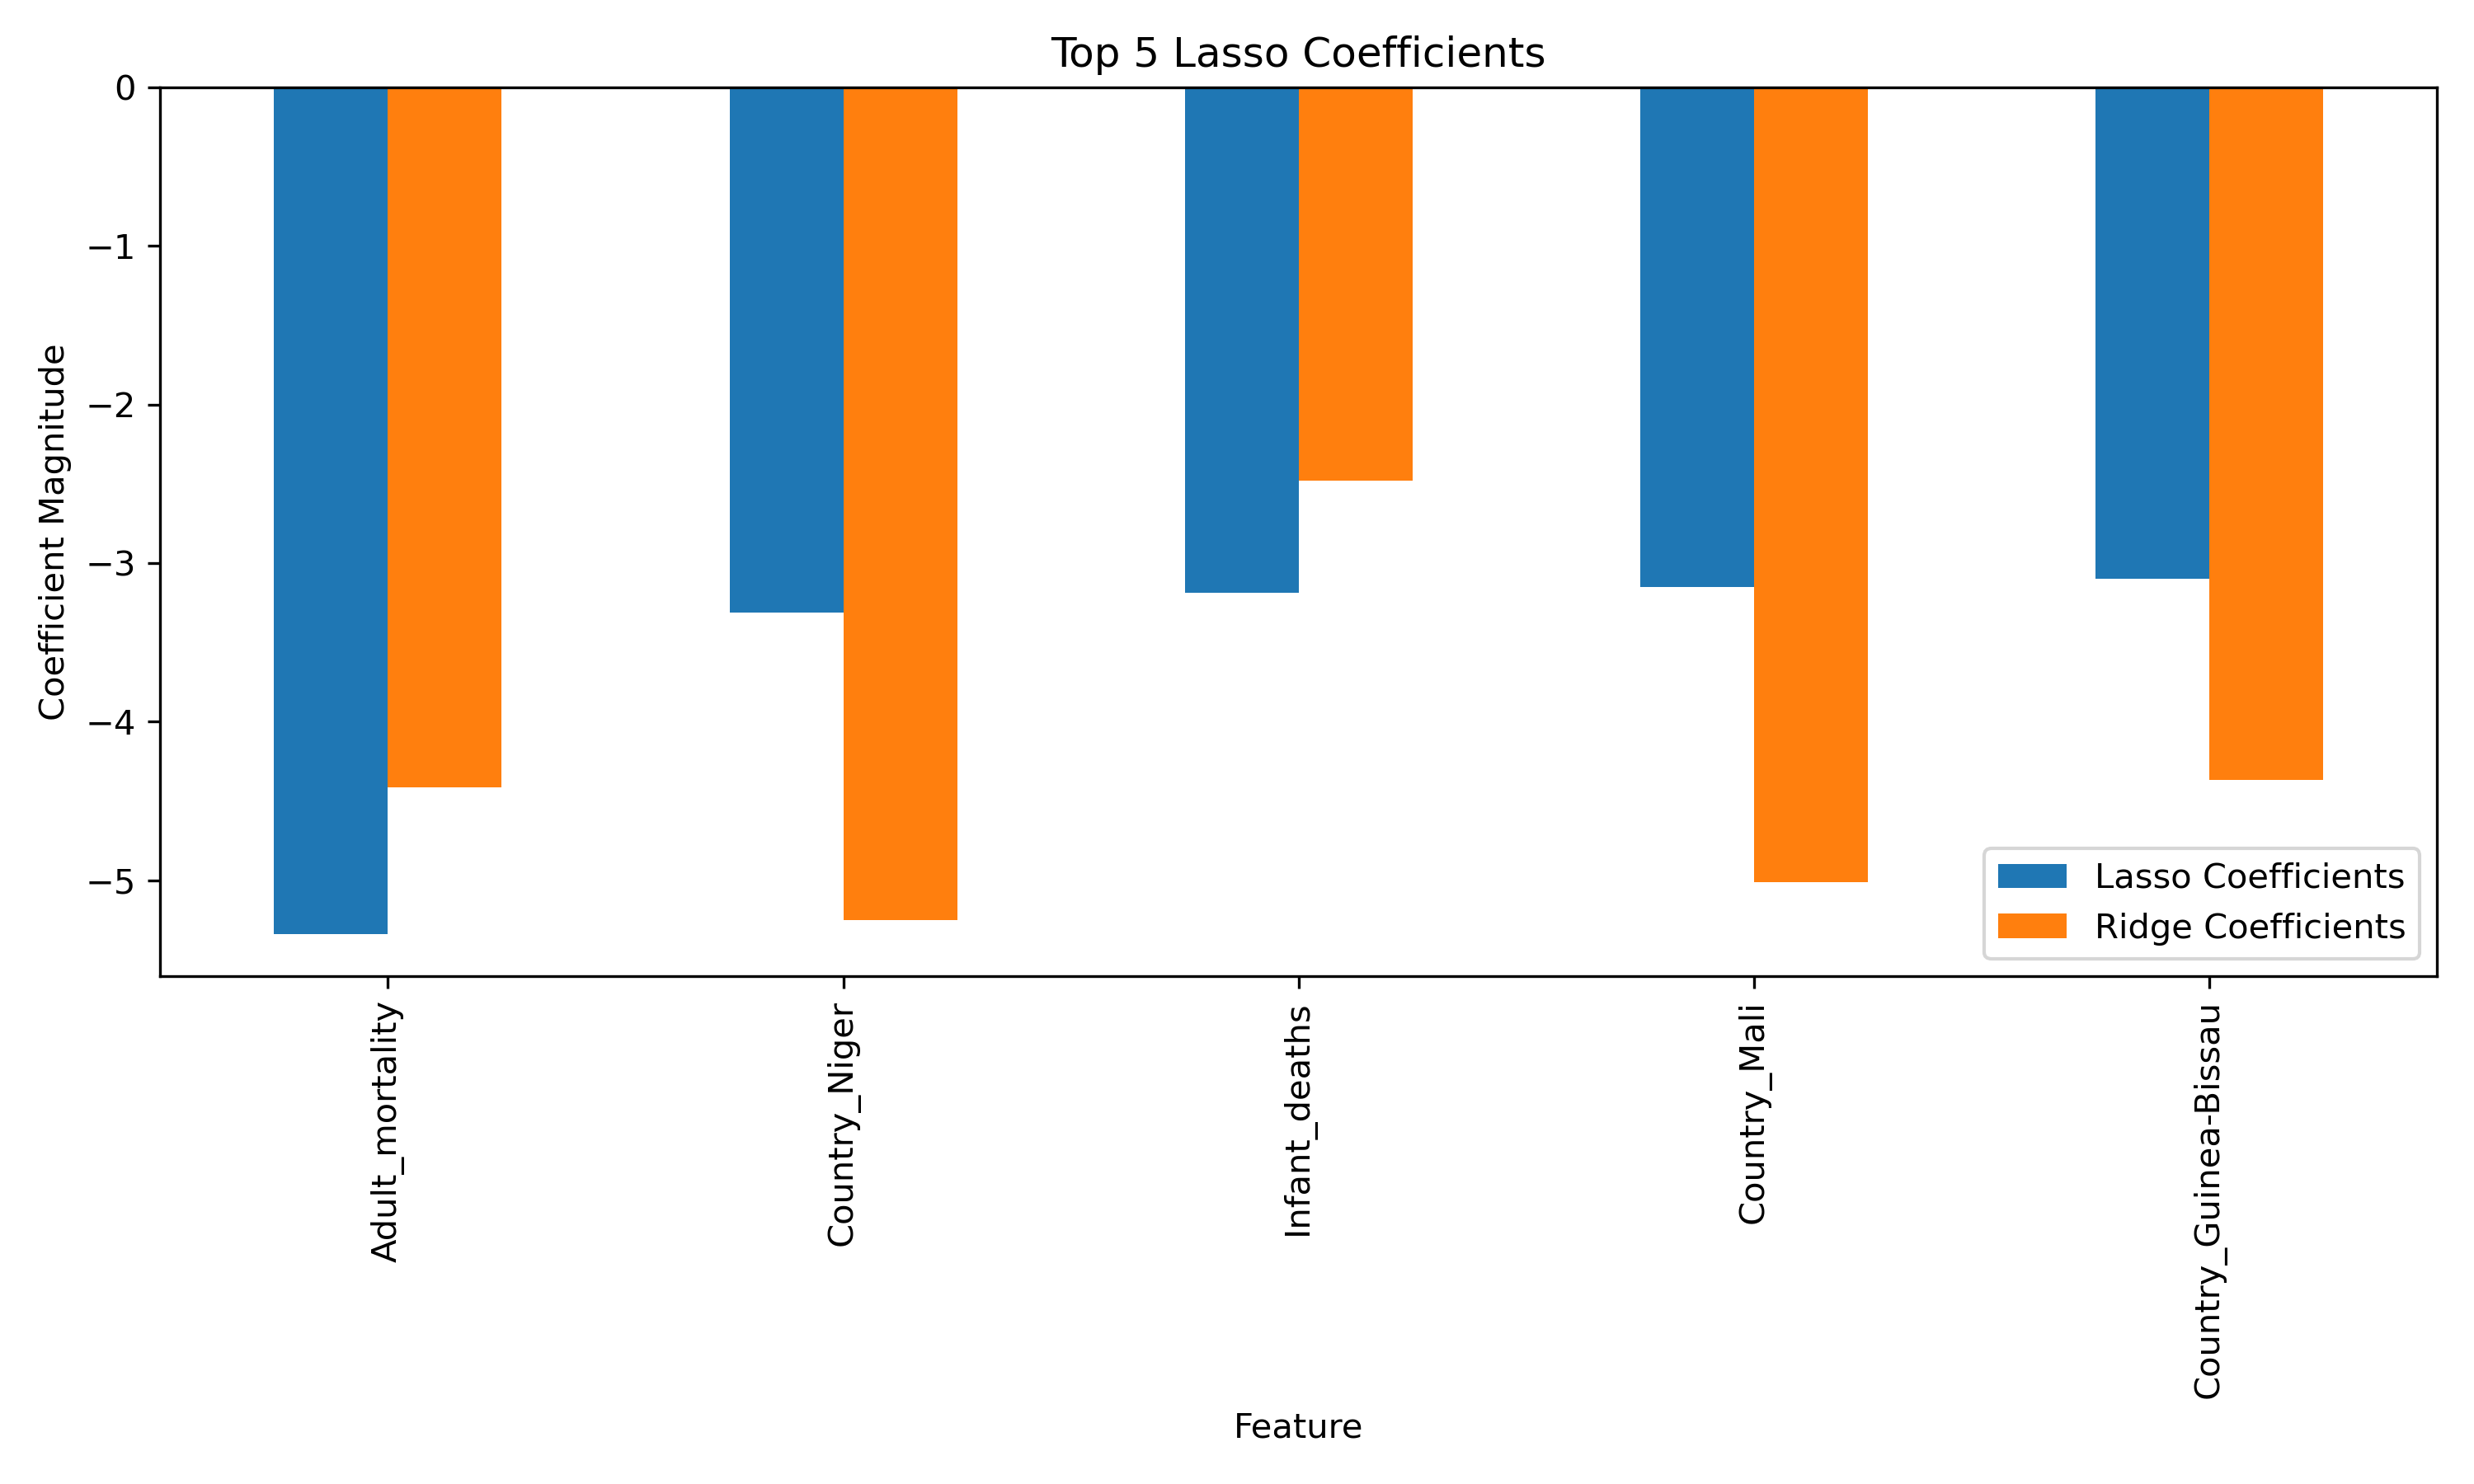 Top 5 Lasso Coefficients
0
−1
−2
−3
−4
−5
Coefficient Magnitude
Lasso Coefficients
Ridge Coefficients
Adult_mortality
Country_Niger
Infant_deaths
Country_Mali
Country_Guinea-Bissau
Feature